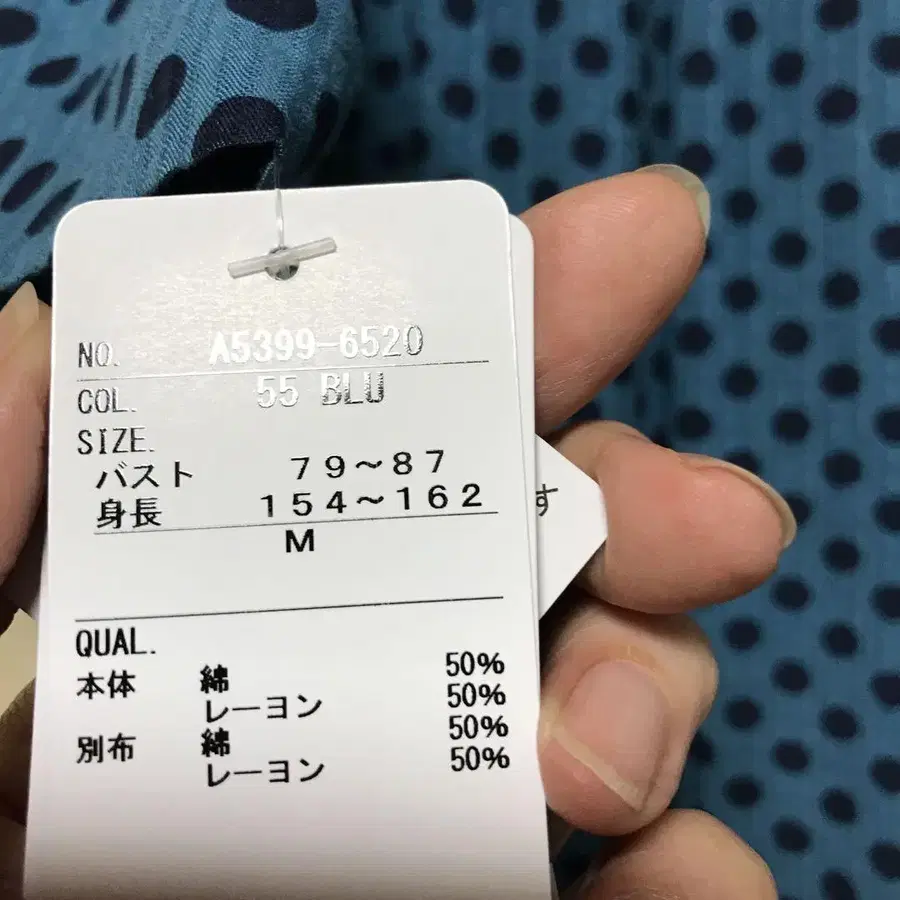 NO. A5399-6520
COL. 55 BLU
SIZE.
バスト 79～87
身長 154～162
M
す
QUAL.
本体 綿 50%
レーヨン 50%
別布 綿 50%
レーヨン 50%